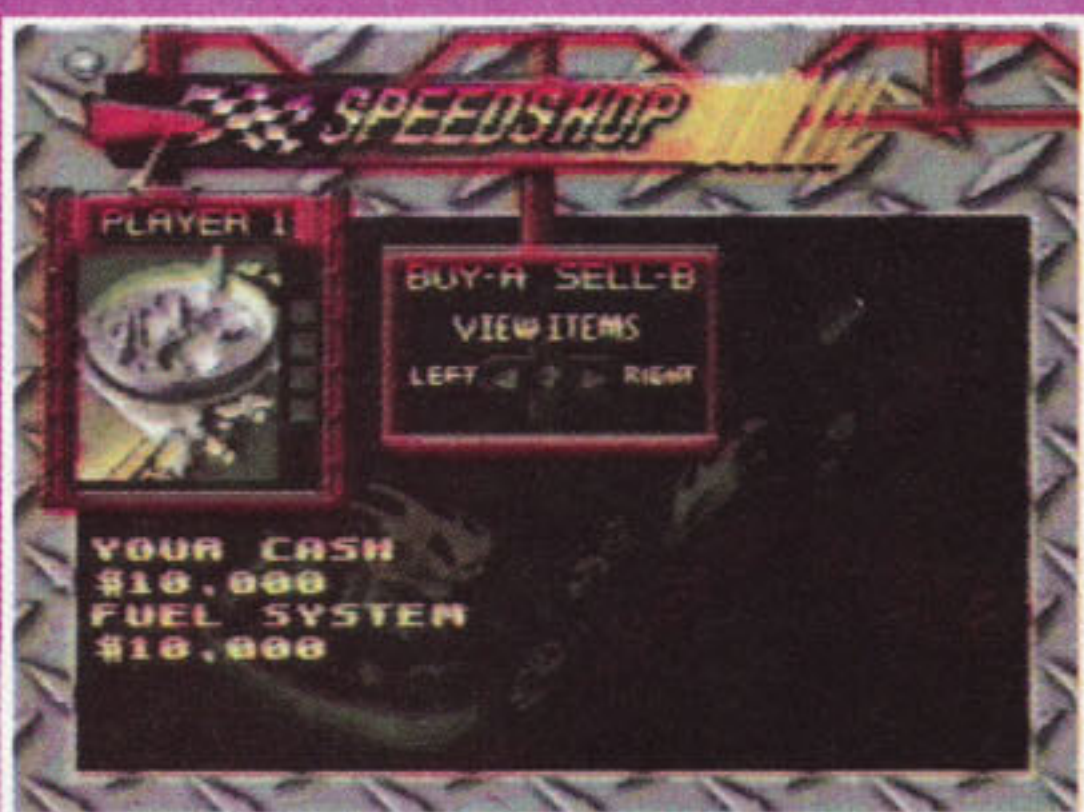 SPEEDSHOP
PLAYER 1
BUY-A SELL-B
VIEW ITEMS
LEFT RIGHT
YOUR CASH
$10,000
FUEL SYSTEM
$10,000